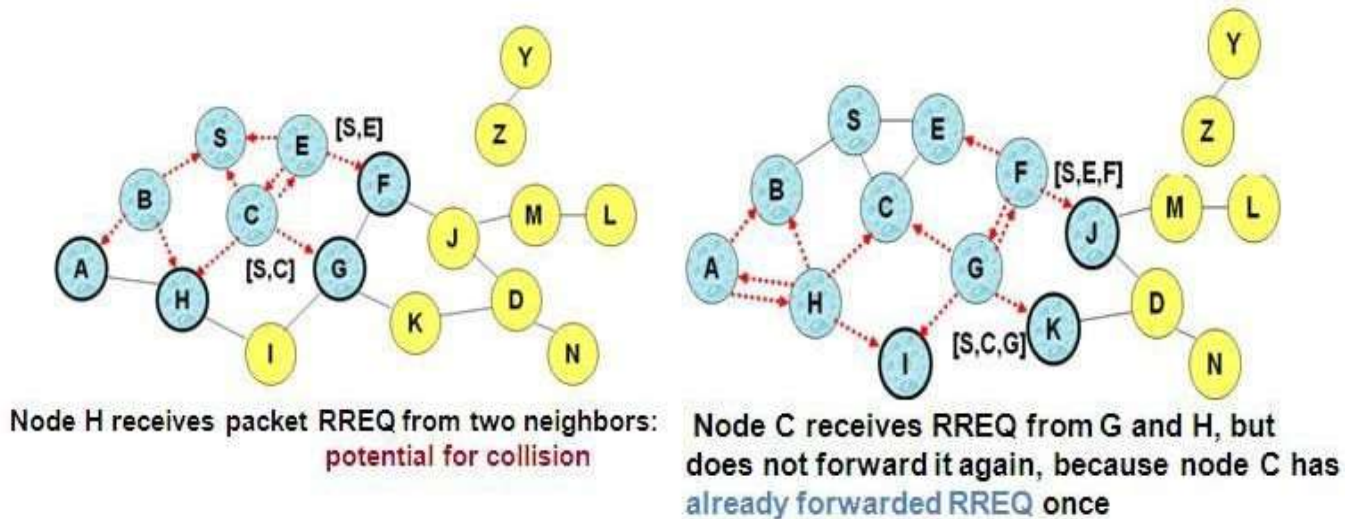 Y
Z
S
E
[S,E]
F
B
C
A
H
[S,C]
G
J
M
L
I
K
D
N
Node H receives packet RREQ from two neighbors:
potential for collision
Y
Z
S
E
F
[S,E,F]
B
C
M
L
J
A
H
G
D
I
[S,C,G]
K
N
Node C receives RREQ from G and H, but
does not forward it again, because node C has
already forwarded RREQ once